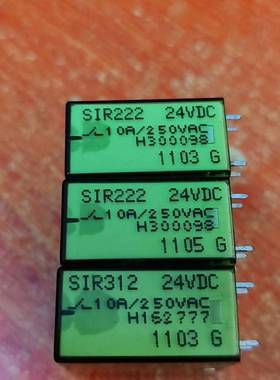 SIR222 24VDC
10A/250VAC
H300098
1103 G
SIR222 24VDC
10A/250VAC
H300098
1105 G
SIR312 24VDC
10A/250VAC
H162777
1103 G